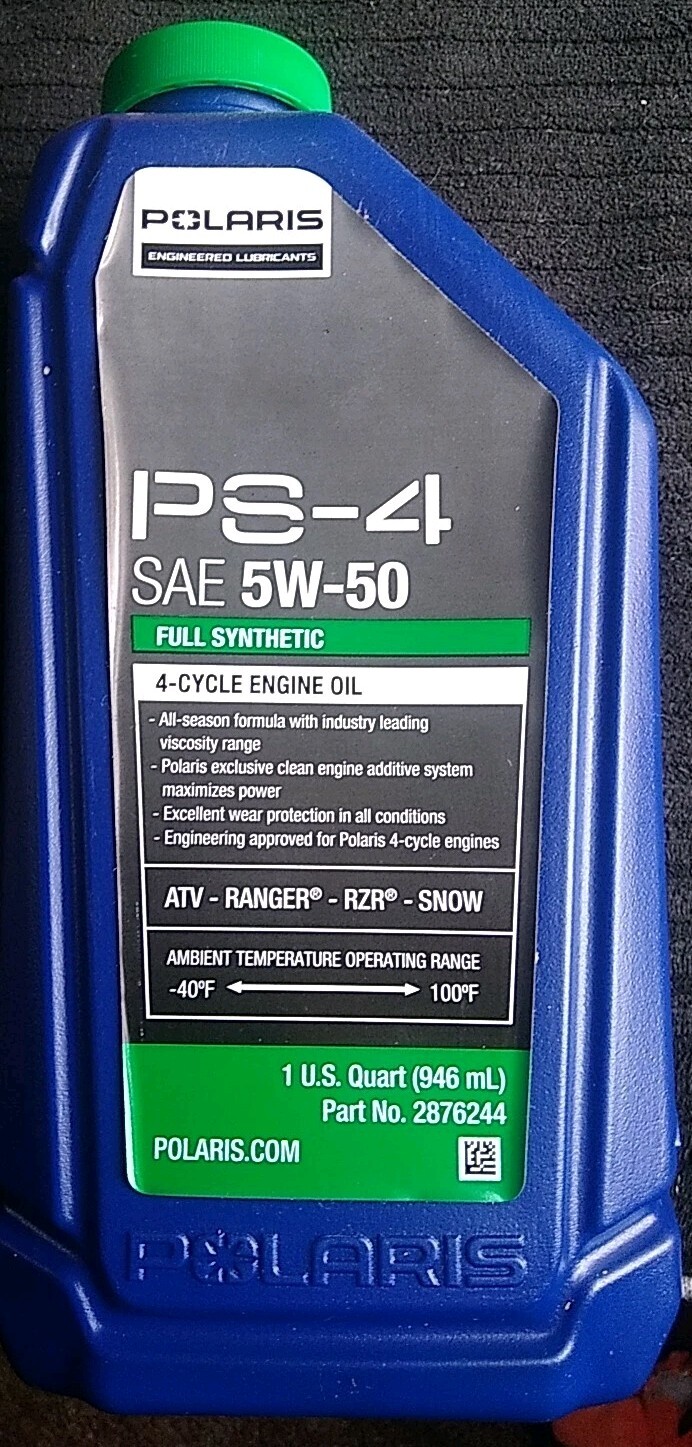 POLARIS
ENGINEERED LUBRICANTS
PS-4
SAE 5W-50
FULL SYNTHETIC
4-CYCLE ENGINE OIL
- All-season formula with industry leading
viscosity range
- Polaris exclusive clean engine additive system
maximizes power
- Excellent wear protection in all conditions
- Engineering approved for Polaris 4-cycle engines
ATV - RANGER® - RZR® - SNOW
AMBIENT TEMPERATURE OPERATING RANGE
-40ºF 100ºF
1 U.S. Quart (946 mL)
Part No. 2876244
POLARIS.COM
POLARIS